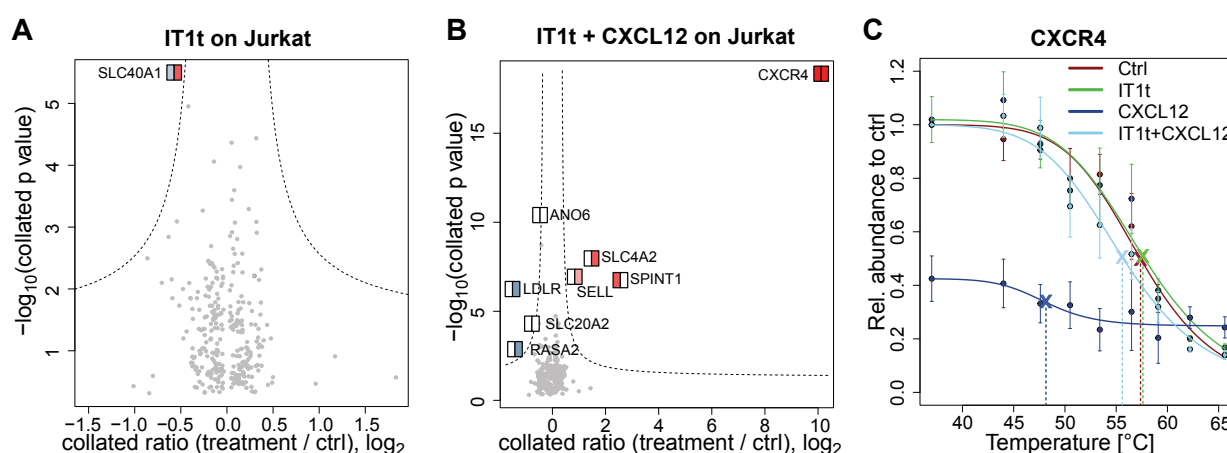 A
IT1t on Jurkat
SLC40A1
−log10(collated p value)
5
4
3
2
1
−1.5 −1.0 −0.5 0.0 0.5 1.0 1.5
collated ratio (treatment / ctrl), log2
B
IT1t + CXCL12 on Jurkat
CXCR4
ANO6
SLC4A2
SELL
SPINT1
LDLR
SLC20A2
RASA2
−log10(collated p value)
15
10
5
0
0 2 4 6 8 10
collated ratio (treatment / ctrl), log2
C
CXCR4
Ctrl
IT1t
CXCL12
IT1t+CXCL12
Rel. abundance to ctrl
1.2
1.0
0.8
0.6
0.4
0.2
0.0
40 45 50 55 60 65
Temperature [°C]